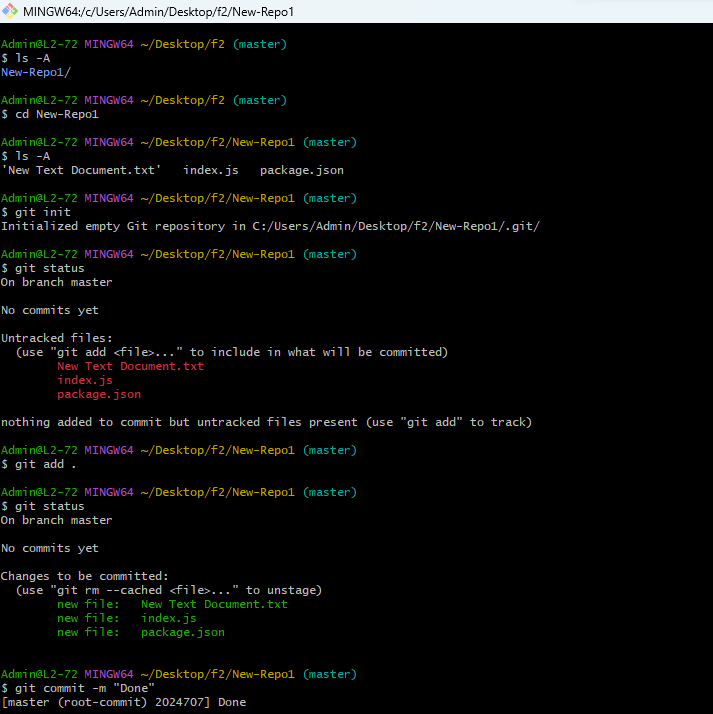 MINGW64:/c/Users/Admin/Desktop/f2/New-Repo1
Admin@L2-72 MINGW64 ~/Desktop/f2 (master)
$ ls -A
New-Repo1/
Admin@L2-72 MINGW64 ~/Desktop/f2 (master)
$ cd New-Repo1
Admin@L2-72 MINGW64 ~/Desktop/f2/New-Repo1 (master)
$ ls -A
'New Text Document.txt'   index.js   package.json
Admin@L2-72 MINGW64 ~/Desktop/f2/New-Repo1 (master)
$ git init
Initialized empty Git repository in C:/Users/Admin/Desktop/f2/New-Repo1/.git/
Admin@L2-72 MINGW64 ~/Desktop/f2/New-Repo1 (master)
$ git status
On branch master
No commits yet
Untracked files:
  (use "git add <file>..." to include in what will be committed)
        New Text Document.txt
        index.js
        package.json
nothing added to commit but untracked files present (use "git add" to track)
Admin@L2-72 MINGW64 ~/Desktop/f2/New-Repo1 (master)
$ git add .
Admin@L2-72 MINGW64 ~/Desktop/f2/New-Repo1 (master)
$ git status
On branch master
No commits yet
Changes to be committed:
  (use "git rm --cached <file>..." to unstage)
        new file:   New Text Document.txt
        new file:   index.js
        new file:   package.json
Admin@L2-72 MINGW64 ~/Desktop/f2/New-Repo1 (master)
$ git commit -m "Done"
[master (root-commit) 2024707] Done